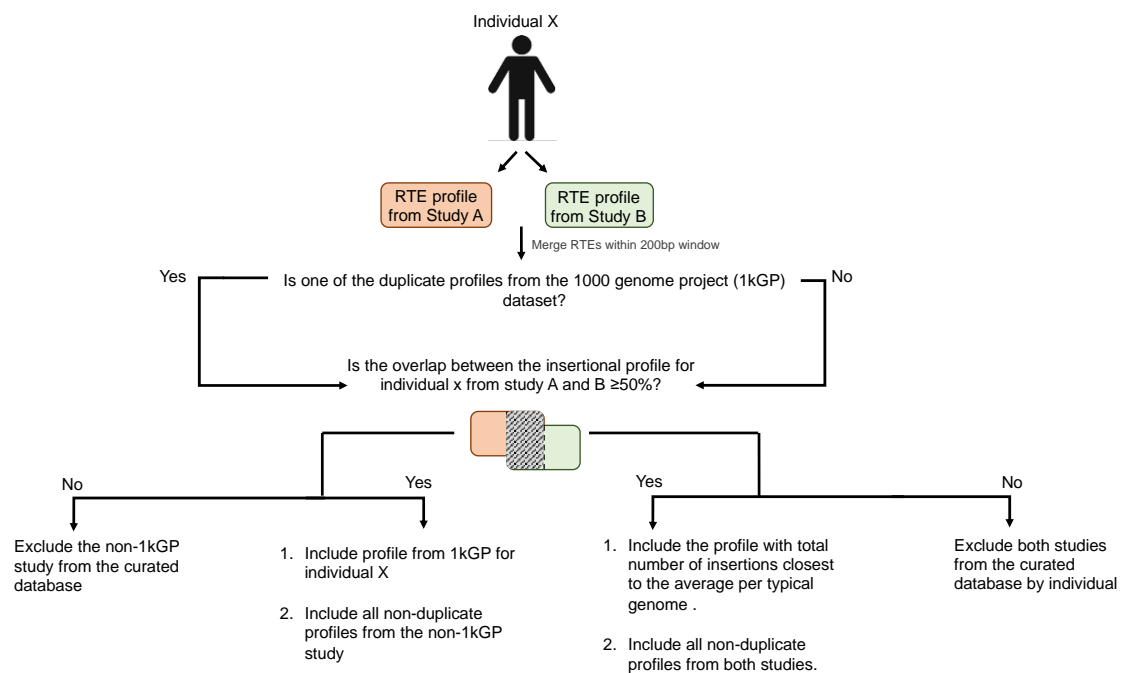 Individual X
RTE profile
from Study A
RTE profile
from Study B
Merge RTEs within 200bp window
Yes
No
Is one of the duplicate profiles from the 1000 genome project (1kGP)
dataset?
Is the overlap between the insertional profile for
individual x from study A and B ≥50%?
No
Yes
Yes
No
Exclude the non-1kGP
study from the curated
database
1. Include profile from 1kGP for
individual X
2. Include all non-duplicate
profiles from the non-1kGP
study
1. Include the profile with total
number of insertions closest
to the average per typical
genome .
2. Include all non-duplicate
profiles from both studies.
Exclude both studies
from the curated
database by individual